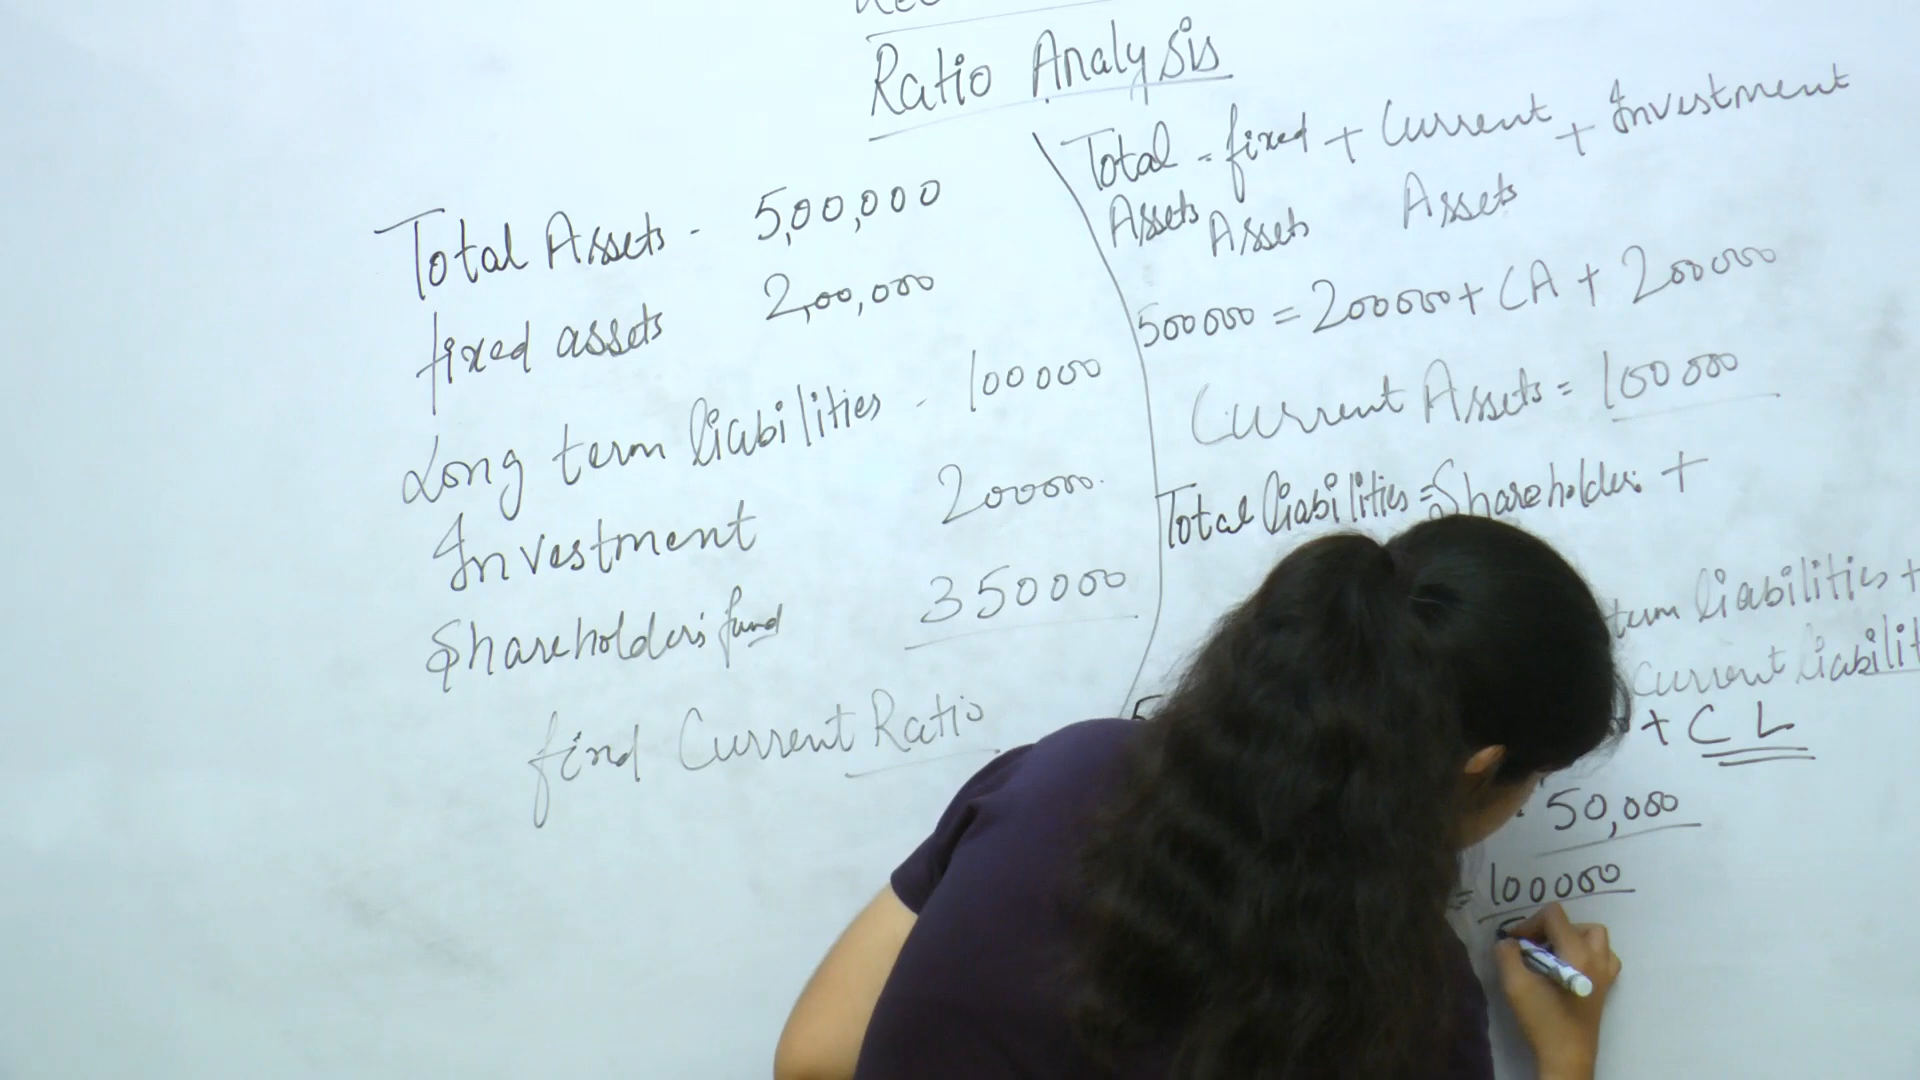 Ratio Analysis
Total Assets - 5,00,000
fixed assets 2,00,000
Long term liabilities - 100000
Investment 200000
Shareholders fund 350000
find Current Ratio
Total = fixed + Current + Investment
Assets Assets Assets
500000 = 200000 + CA + 200000
Current Assets = 100000
Total liabilities = Shareholders +
term liabilities +
Current liabilit
+ CL
50,000
= 100000